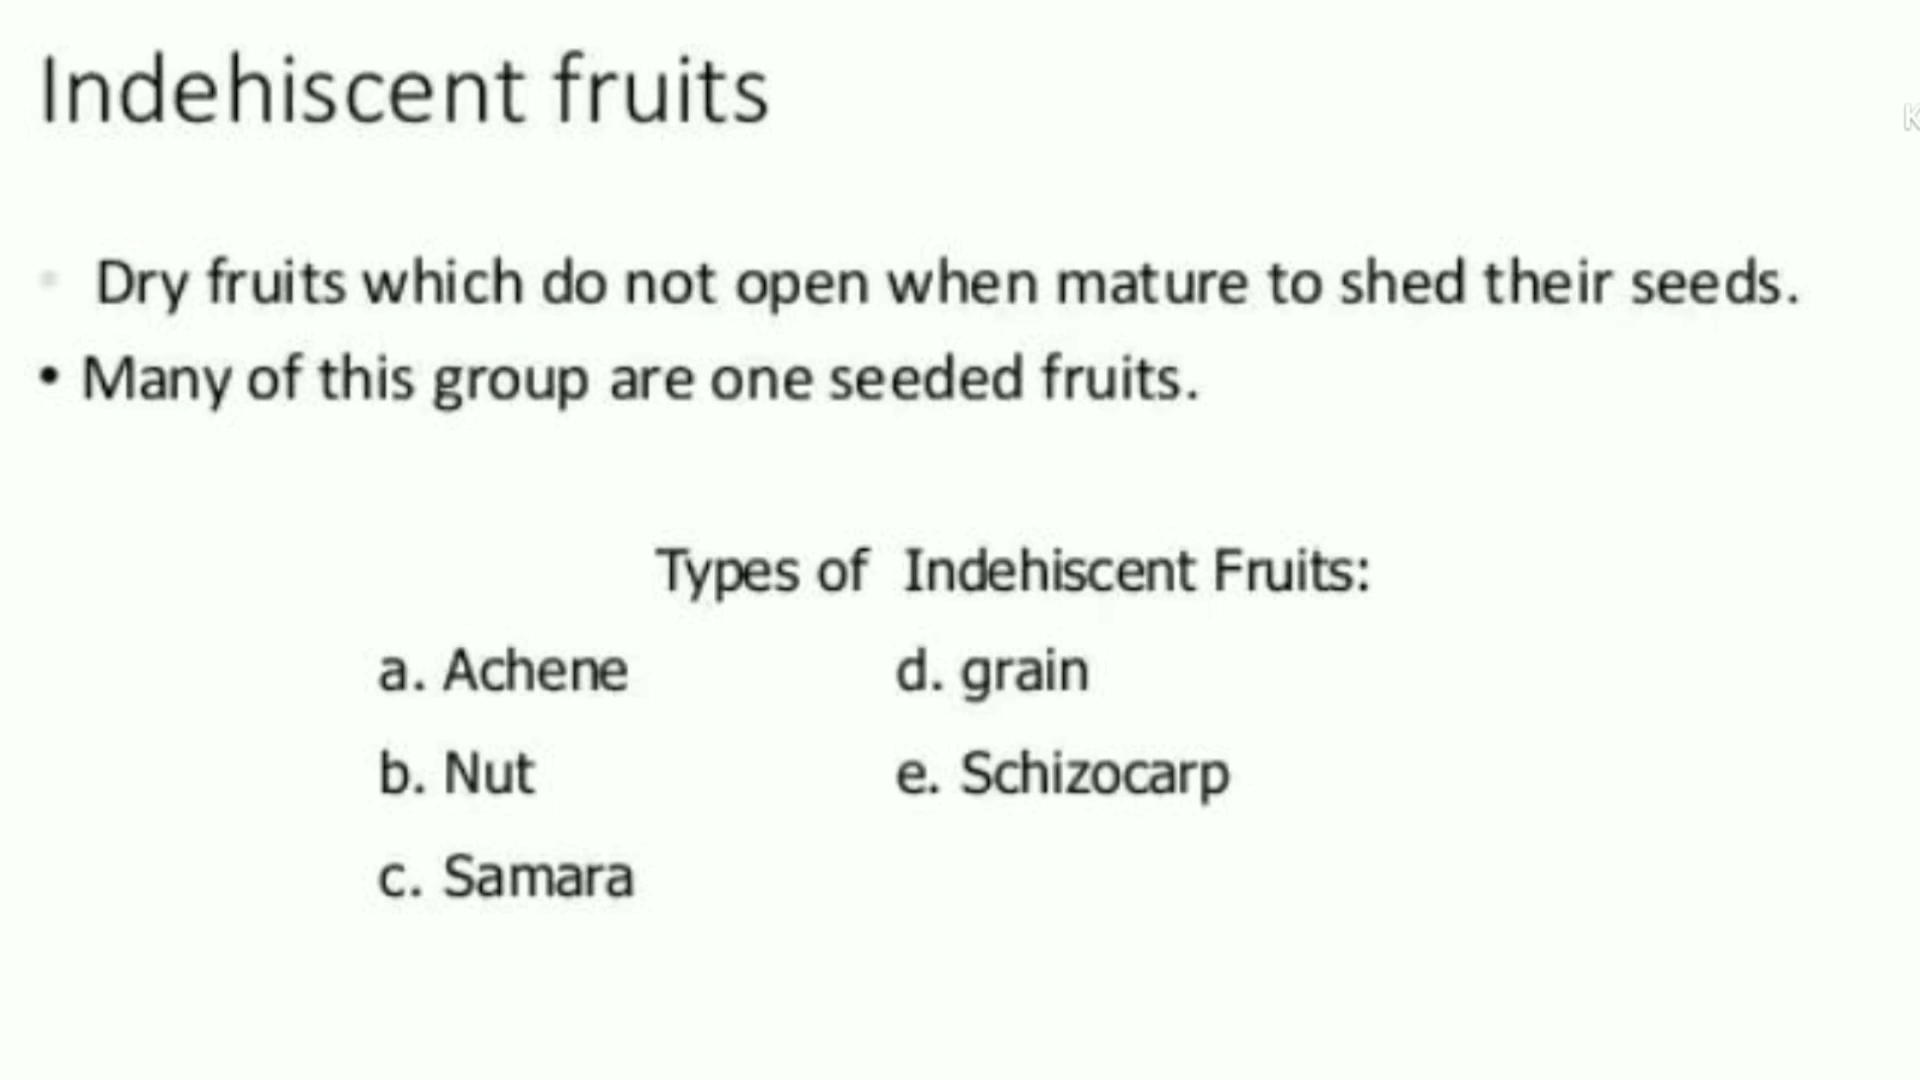 Indehiscent fruits
K
• Dry fruits which do not open when mature to shed their seeds.
• Many of this group are one seeded fruits.
Types of Indehiscent Fruits:
a. Achene d. grain
b. Nut e. Schizocarp
c. Samara